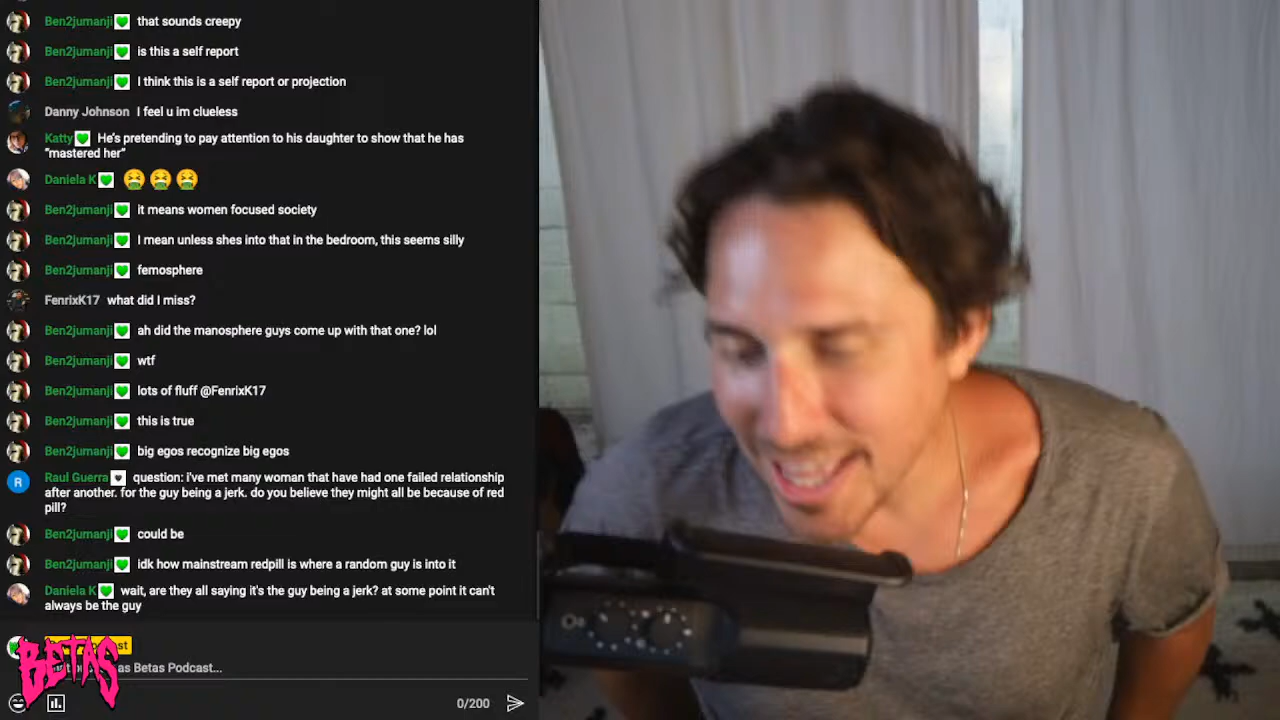 Ben2jumanji that sounds creepy
Ben2jumanji is this a self report
Ben2jumanji I think this is a self report or projection
Danny Johnson I feel u im clueless
Katty He's pretending to pay attention to his daughter to show that he has
"mastered her"
Daniela K 🤮🤮🤮
Ben2jumanji it means women focused society
Ben2jumanji I mean unless shes into that in the bedroom, this seems silly
Ben2jumanji femosphere
FenrixK17 what did I miss?
Ben2jumanji ah did the manosphere guys come up with that one? lol
Ben2jumanji wtf
Ben2jumanji lots of fluff @FenrixK17
Ben2jumanji this is true
Ben2jumanji big egos recognize big egos
R
Raul Guerra question: i've met many woman that have had one failed relationship
after another. for the guy being a jerk. do you believe they might all be because of red
pill?
Ben2jumanji could be
Ben2jumanji idk how mainstream redpill is where a random guy is into it
Daniela K wait, are they all saying it's the guy being a jerk? at some point it can't
always be the guy
BETAS
as Betas Podcast...
0/200